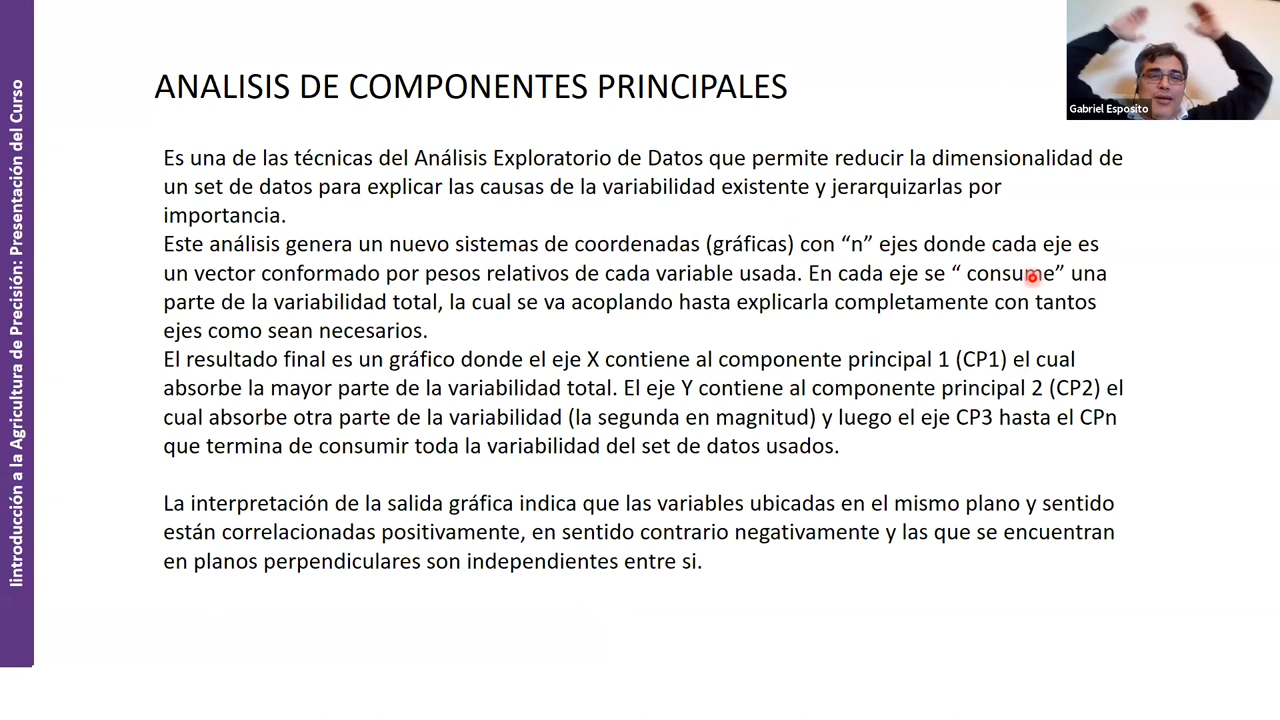 ANALISIS DE COMPONENTES PRINCIPALES
Gabriel Esposito
Es una de las técnicas del Análisis Exploratorio de Datos que permite reducir la dimensionalidad de
un set de datos para explicar las causas de la variabilidad existente y jerarquizarlas por
importancia.
Este análisis genera un nuevo sistemas de coordenadas (gráficas) con “n” ejes donde cada eje es
un vector conformado por pesos relativos de cada variable usada. En cada eje se “ consume” una
parte de la variabilidad total, la cual se va acoplando hasta explicarla completamente con tantos
ejes como sean necesarios.
El resultado final es un gráfico donde el eje X contiene al componente principal 1 (CP1) el cual
absorbe la mayor parte de la variabilidad total. El eje Y contiene al componente principal 2 (CP2) el
cual absorbe otra parte de la variabilidad (la segunda en magnitud) y luego el eje CP3 hasta el CPn
que termina de consumir toda la variabilidad del set de datos usados.
La interpretación de la salida gráfica indica que las variables ubicadas en el mismo plano y sentido
están correlacionadas positivamente, en sentido contrario negativamente y las que se encuentran
en planos perpendiculares son independientes entre si.
Iintroducción a la Agricultura de Precisión: Presentación del Curso